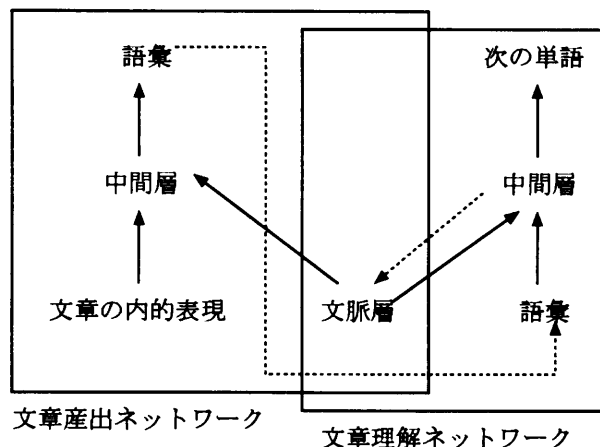 語彙
次の単語
中間層
中間層
文章の内的表現
文脈層
語彙
文章産出ネットワーク
文章理解ネットワーク